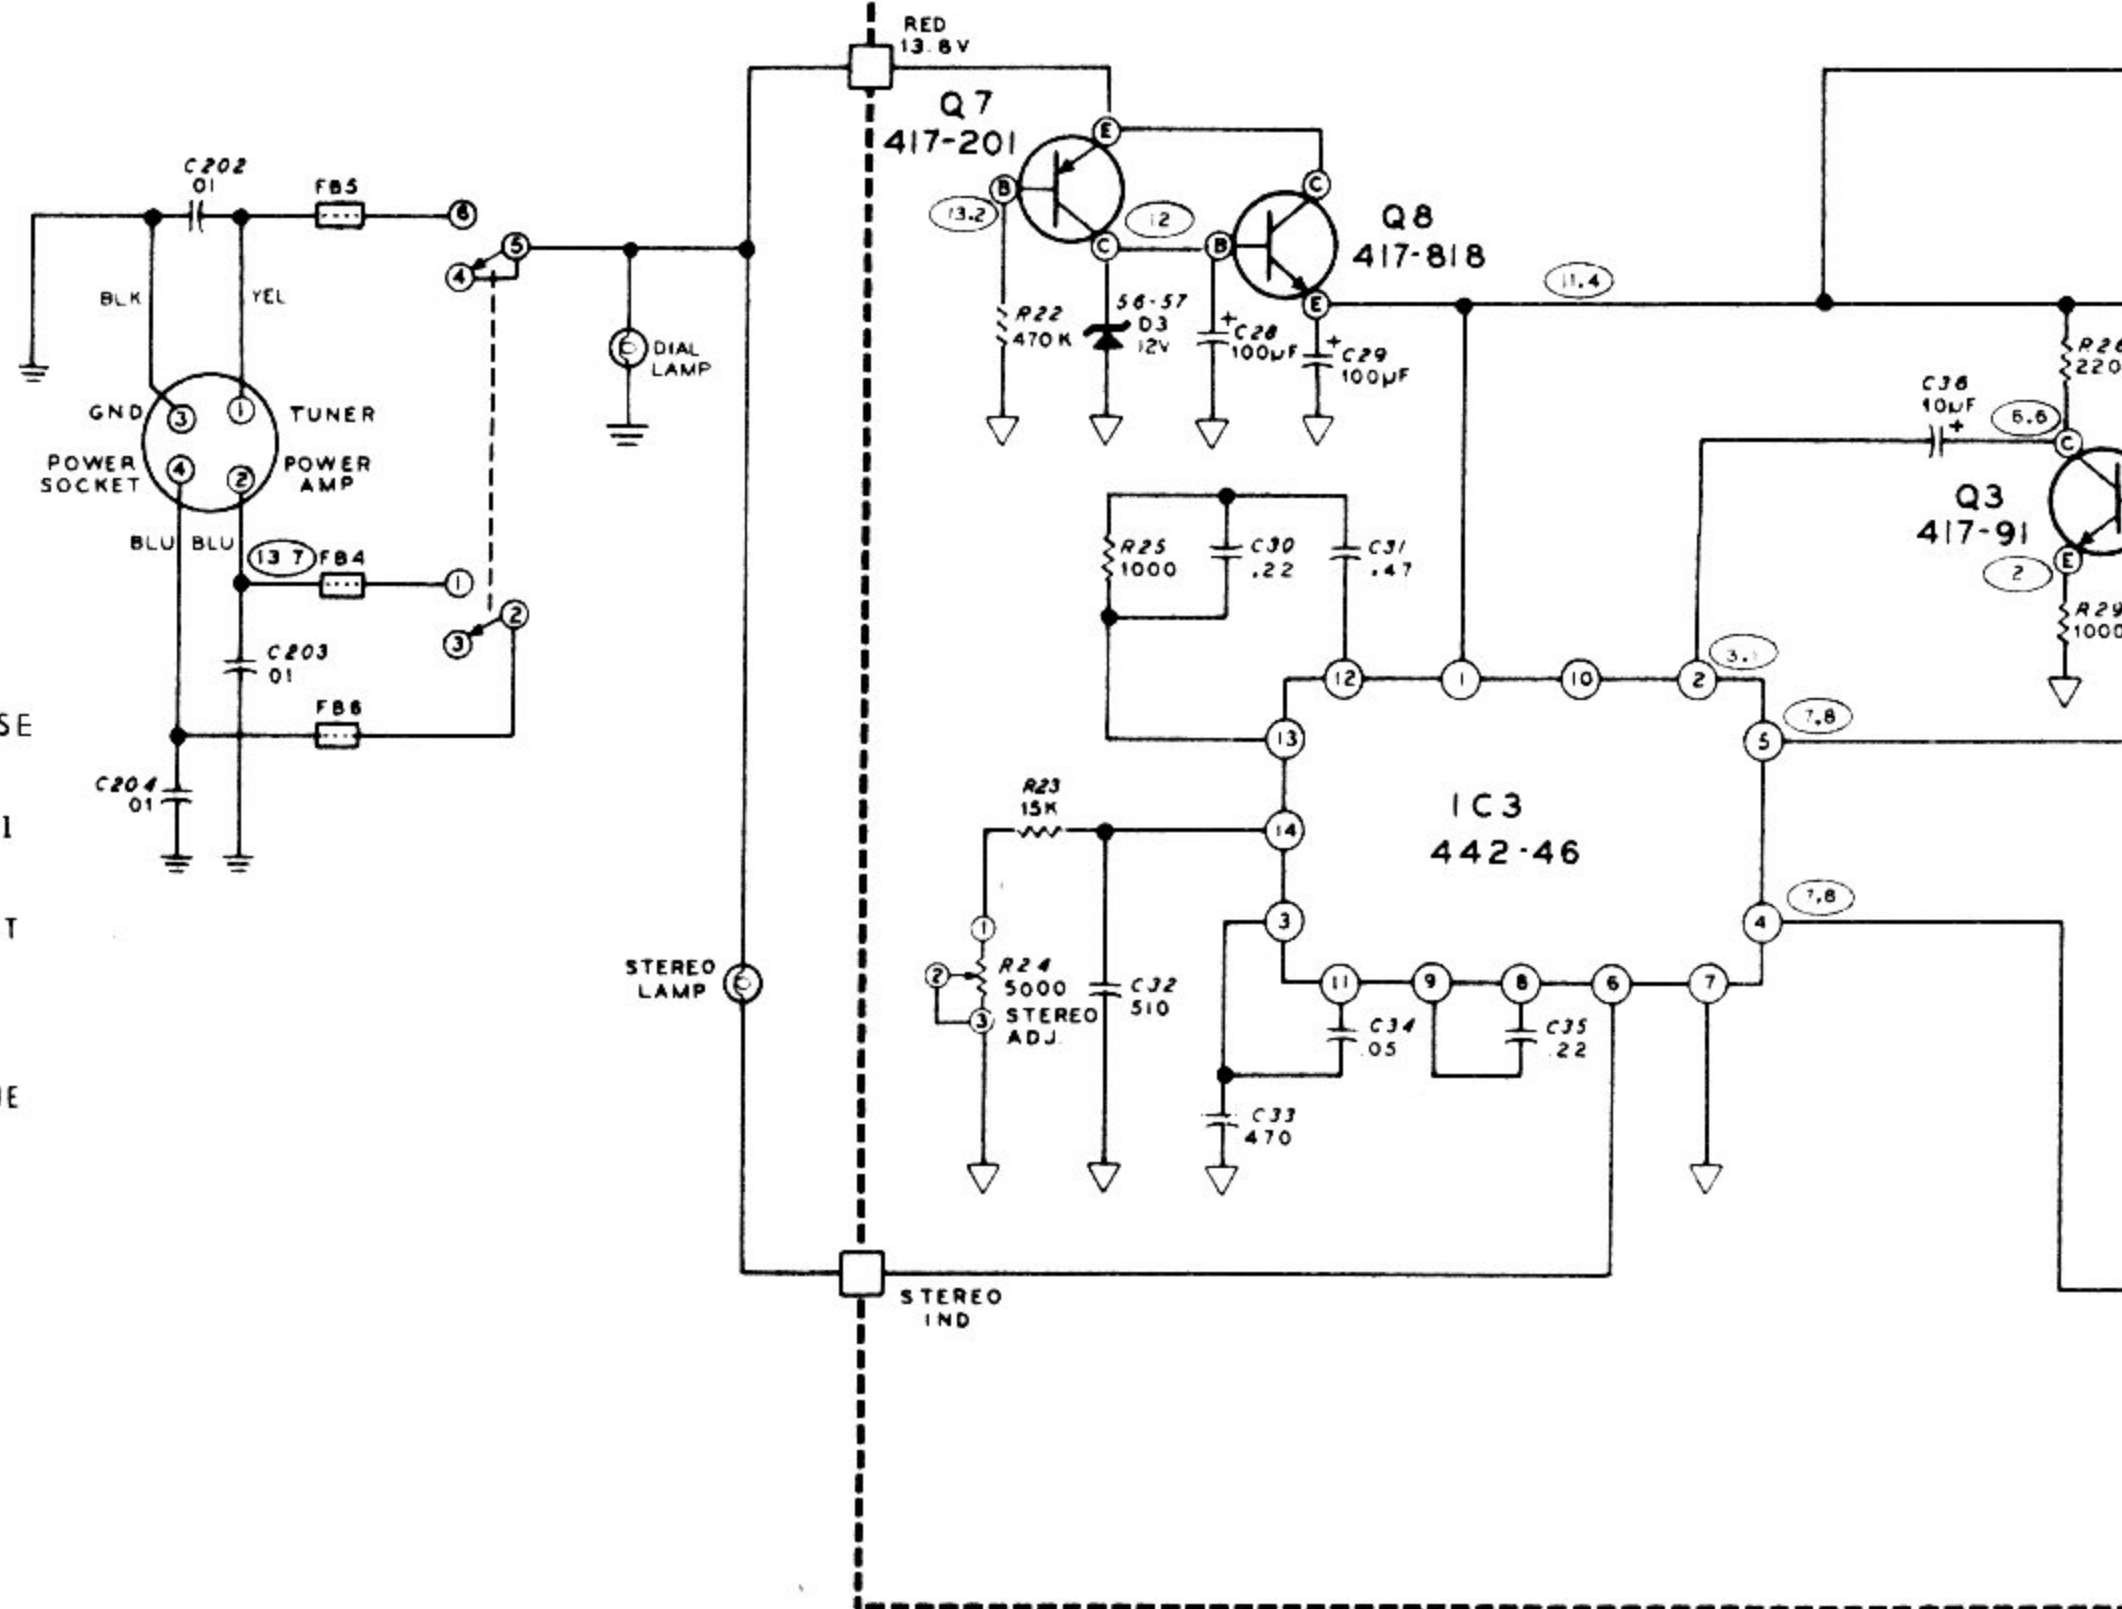 RED
13.8V
Q7
417-201
E
B
C
13.2
12
C
B
E
Q8
417-818
11.4
C202
01
FB5
6
5
4
BLK
YEL
R22
470K
56-57
D3
12V
C28
100µF
C29
100µF
+
+
DIAL
LAMP
GND
3
1
TUNER
POWER
SOCKET
4
2
POWER
AMP
BLU
BLU
13.7
FB4
1
2
3
C203
01
FB6
C204
01
SE
1
T
R26
220
C36
10µF
+
6.6
C
Q3
417-91
E
2
R29
1000
R25
1000
C30
.22
C31
.47
12
1
10
2
13
5
7.8
R23
15K
14
IC3
442-46
3
4
7.8
1
2
R24
5000
3
STEREO
ADJ.
C32
510
STEREO
LAMP
11
9
8
6
7
C34
.05
C35
.22
C33
470
STEREO
IND